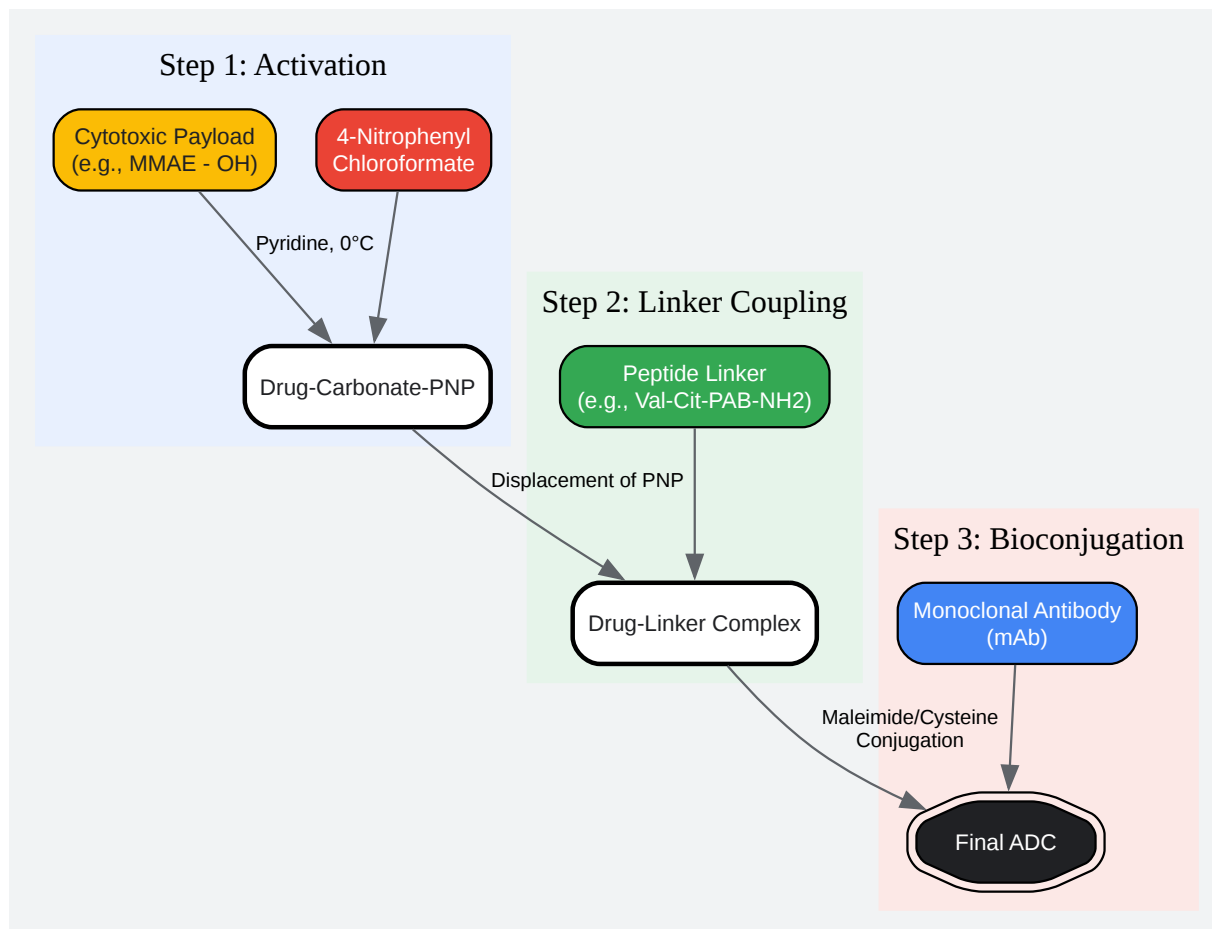 Step 1: Activation
Cytotoxic Payload
(e.g., MMAE - OH)
4-Nitrophenyl
Chloroformate
Pyridine, 0°C
Drug-Carbonate-PNP
Step 2: Linker Coupling
Peptide Linker
(e.g., Val-Cit-PAB-NH2)
Displacement of PNP
Drug-Linker Complex
Step 3: Bioconjugation
Monoclonal Antibody
(mAb)
Maleimide/Cysteine
Conjugation
Final ADC